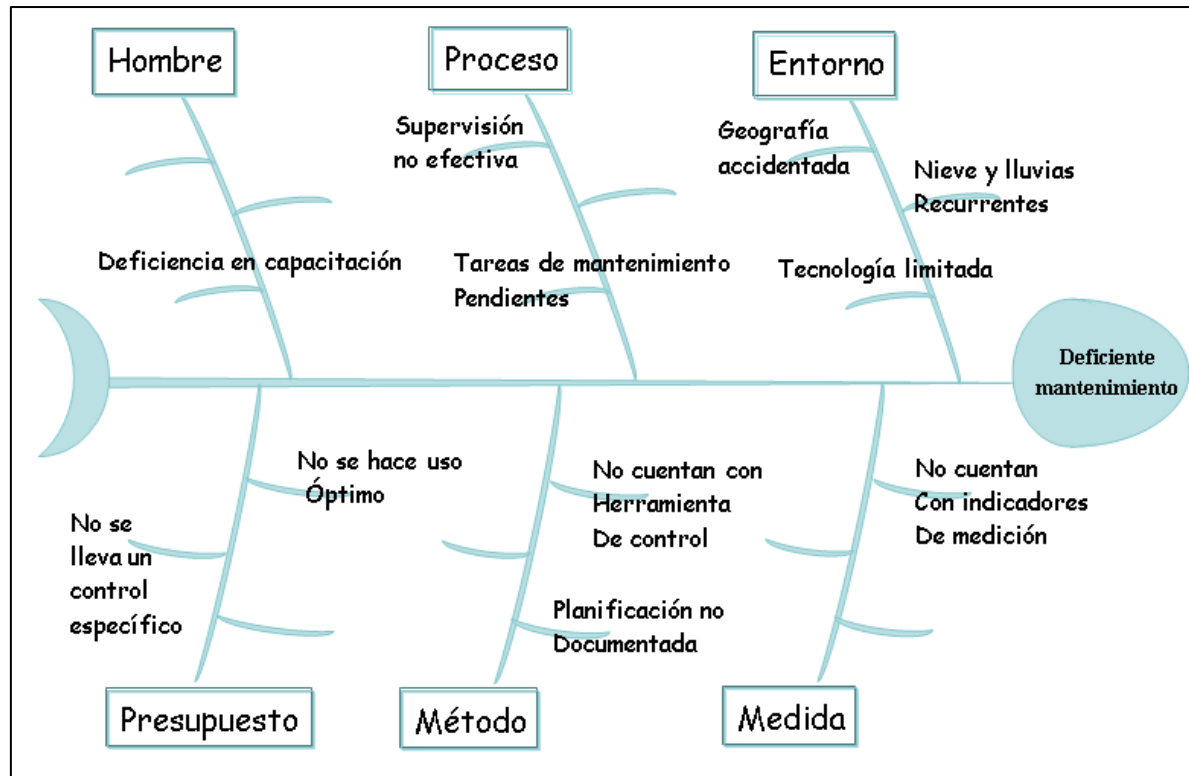 Hombre
Proceso
Entorno
Supervisión
no efectiva
Geografía
accidentada
Nieve y lluvias
Recurrentes
Deficiencia en capacitación
Tareas de mantenimiento
Pendientes
Tecnología limitada
Deficiente
mantenimiento
No se hace uso
Óptimo
No se
lleva un
control
específico
No cuentan con
Herramienta
De control
Planificación no
Documentada
No cuentan
Con indicadores
De medición
Presupuesto
Método
Medida